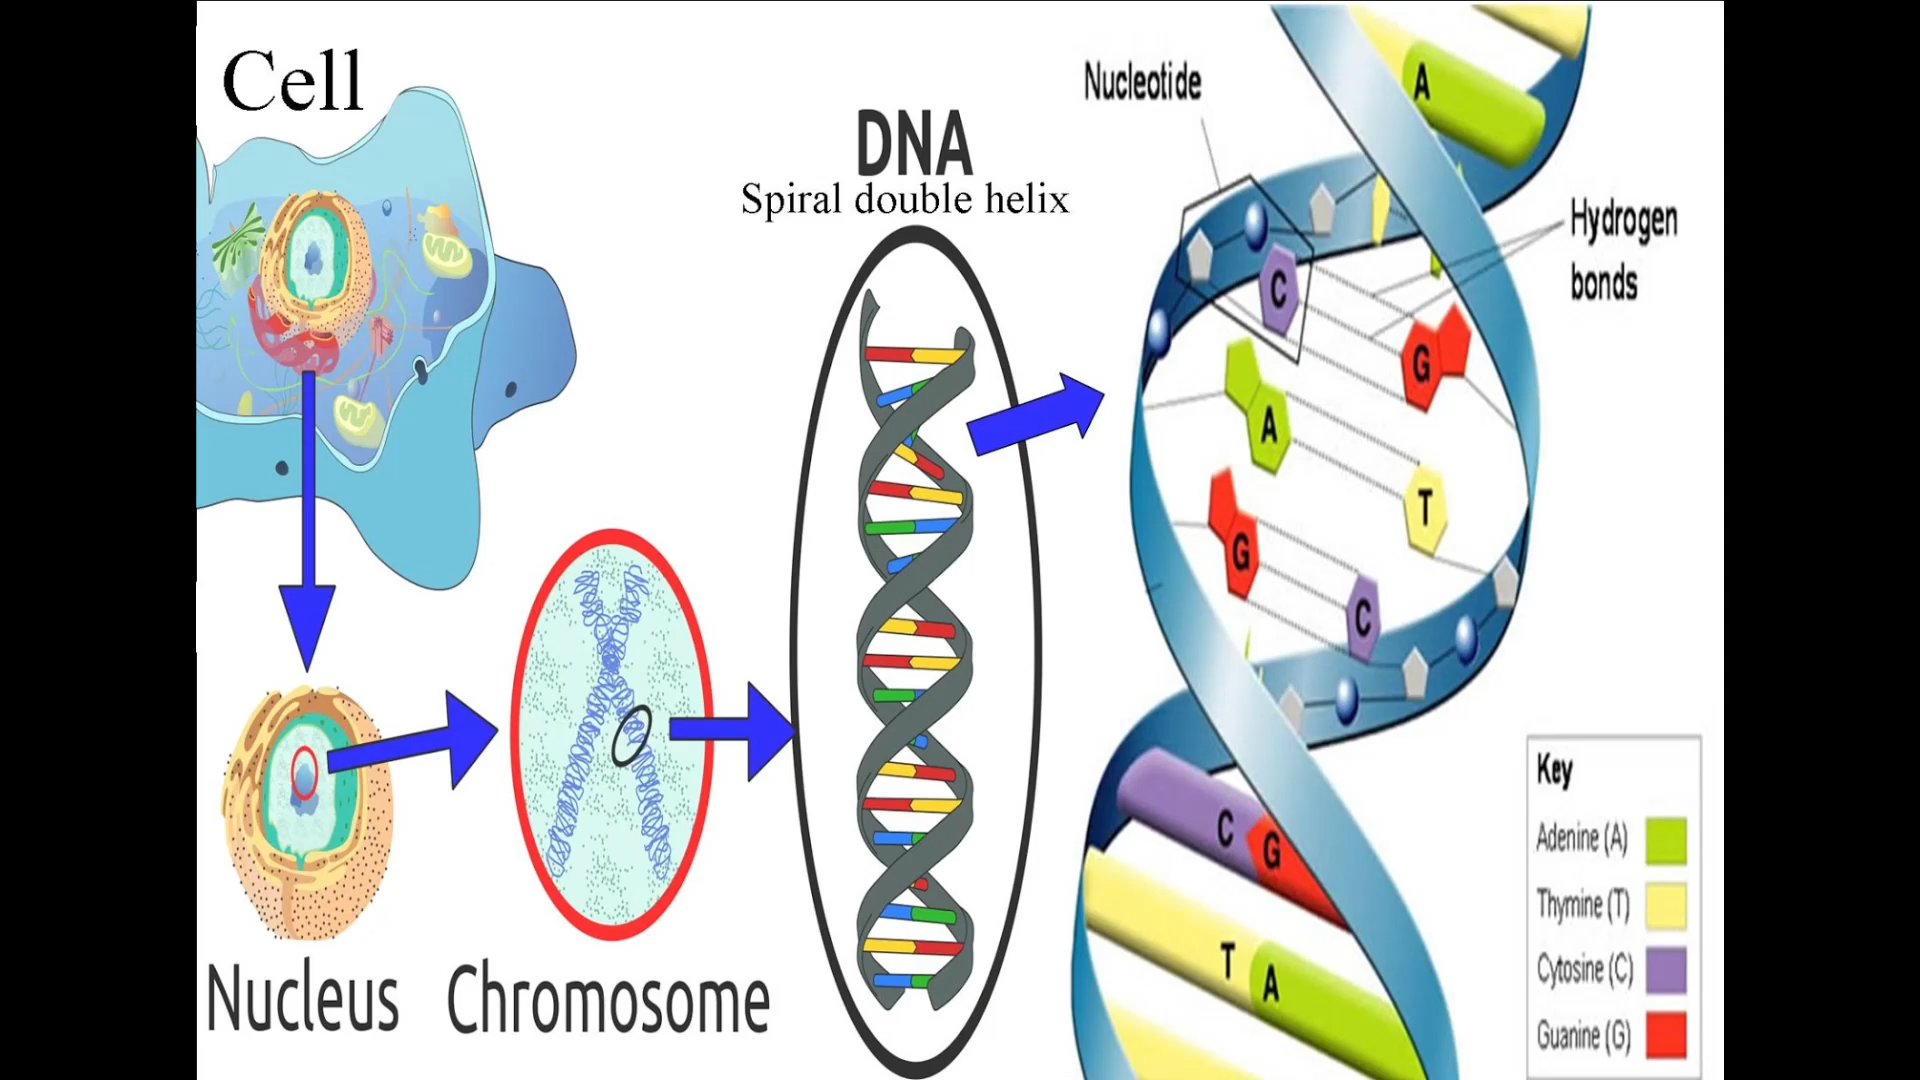 Cell
DNA
Spiral double helix
Nucleus
Chromosome
Nucleotide
A
Hydrogen
bonds
C
G
A
T
G
C
C G
T A
Key
Adenine (A)
Thymine (T)
Cytosine (C)
Guanine (G)